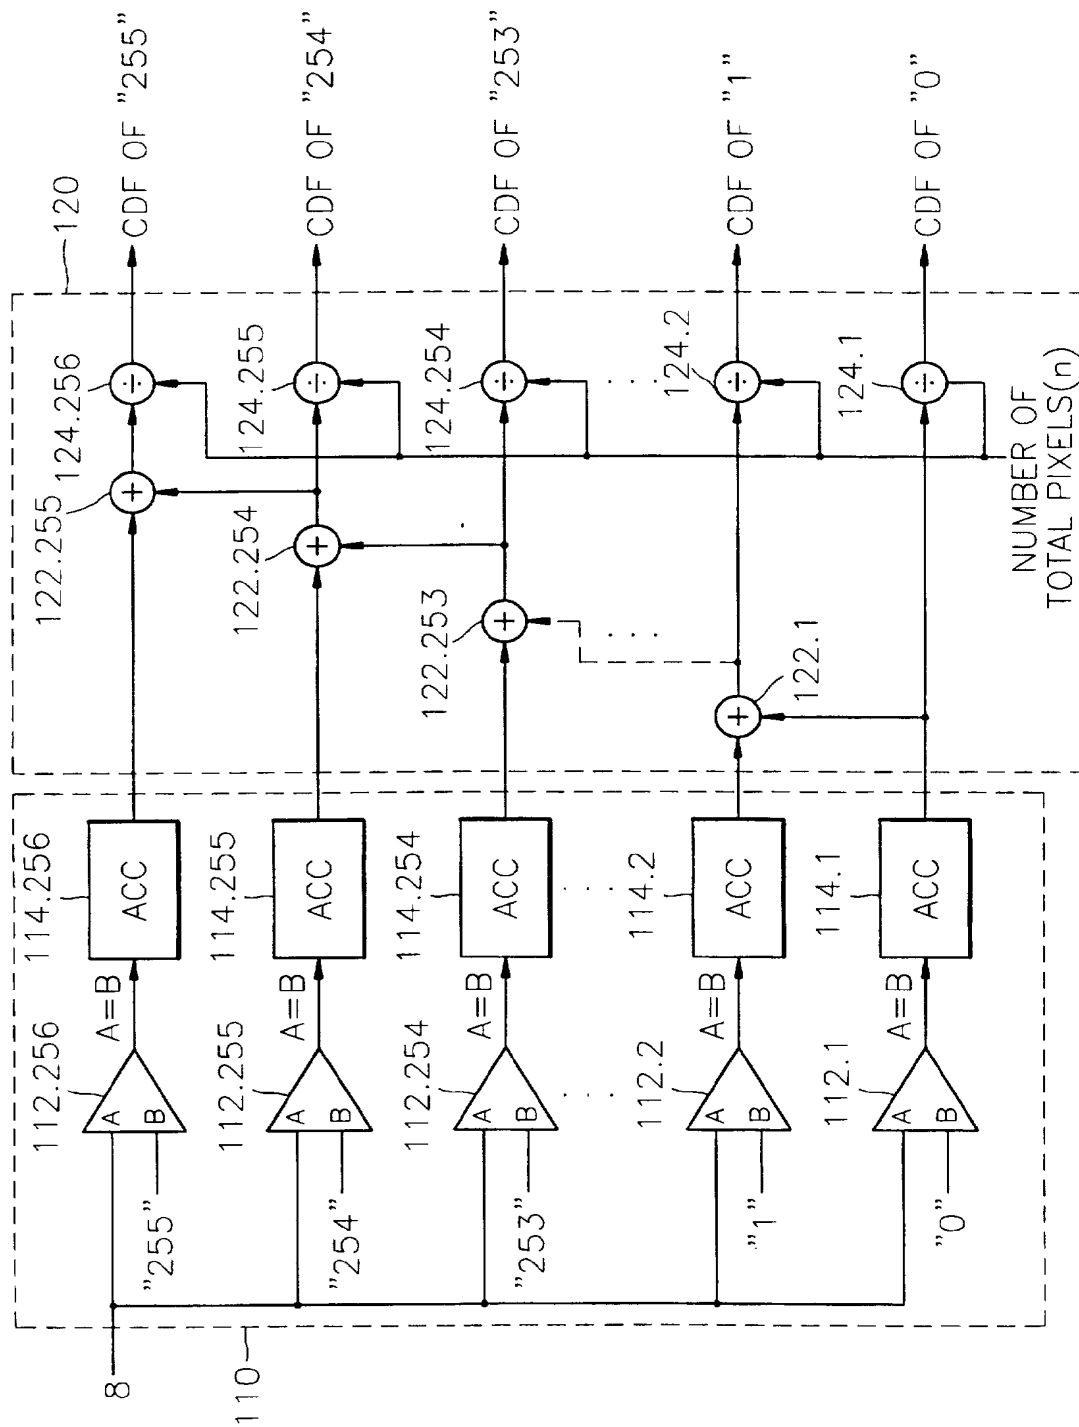 8
110
120
"255"
A
B
112.256
A=B
ACC
114.256
122.255
+
124.256
÷
CDF OF "255"
"254"
A
B
112.255
A=B
ACC
114.255
122.254
+
124.255
÷
CDF OF "254"
"253"
A
B
112.254
A=B
ACC
114.254
122.253
+
124.254
÷
CDF OF "253"
"1"
A
B
112.2
A=B
ACC
114.2
122.1
+
124.2
÷
CDF OF "1"
"0"
A
B
112.1
A=B
ACC
114.1
124.1
÷
CDF OF "0"
NUMBER OF
TOTAL PIXELS(n)